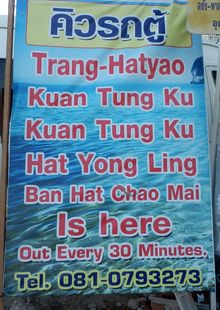 คิวรถตู้
Trang-Hatyao
Kuan Tung Ku
Kuan Tung Ku
Hat Yong Ling
Ban Hat Chao Mai
Is here
Out Every 30 Minutes.
Tel. 081-0793273